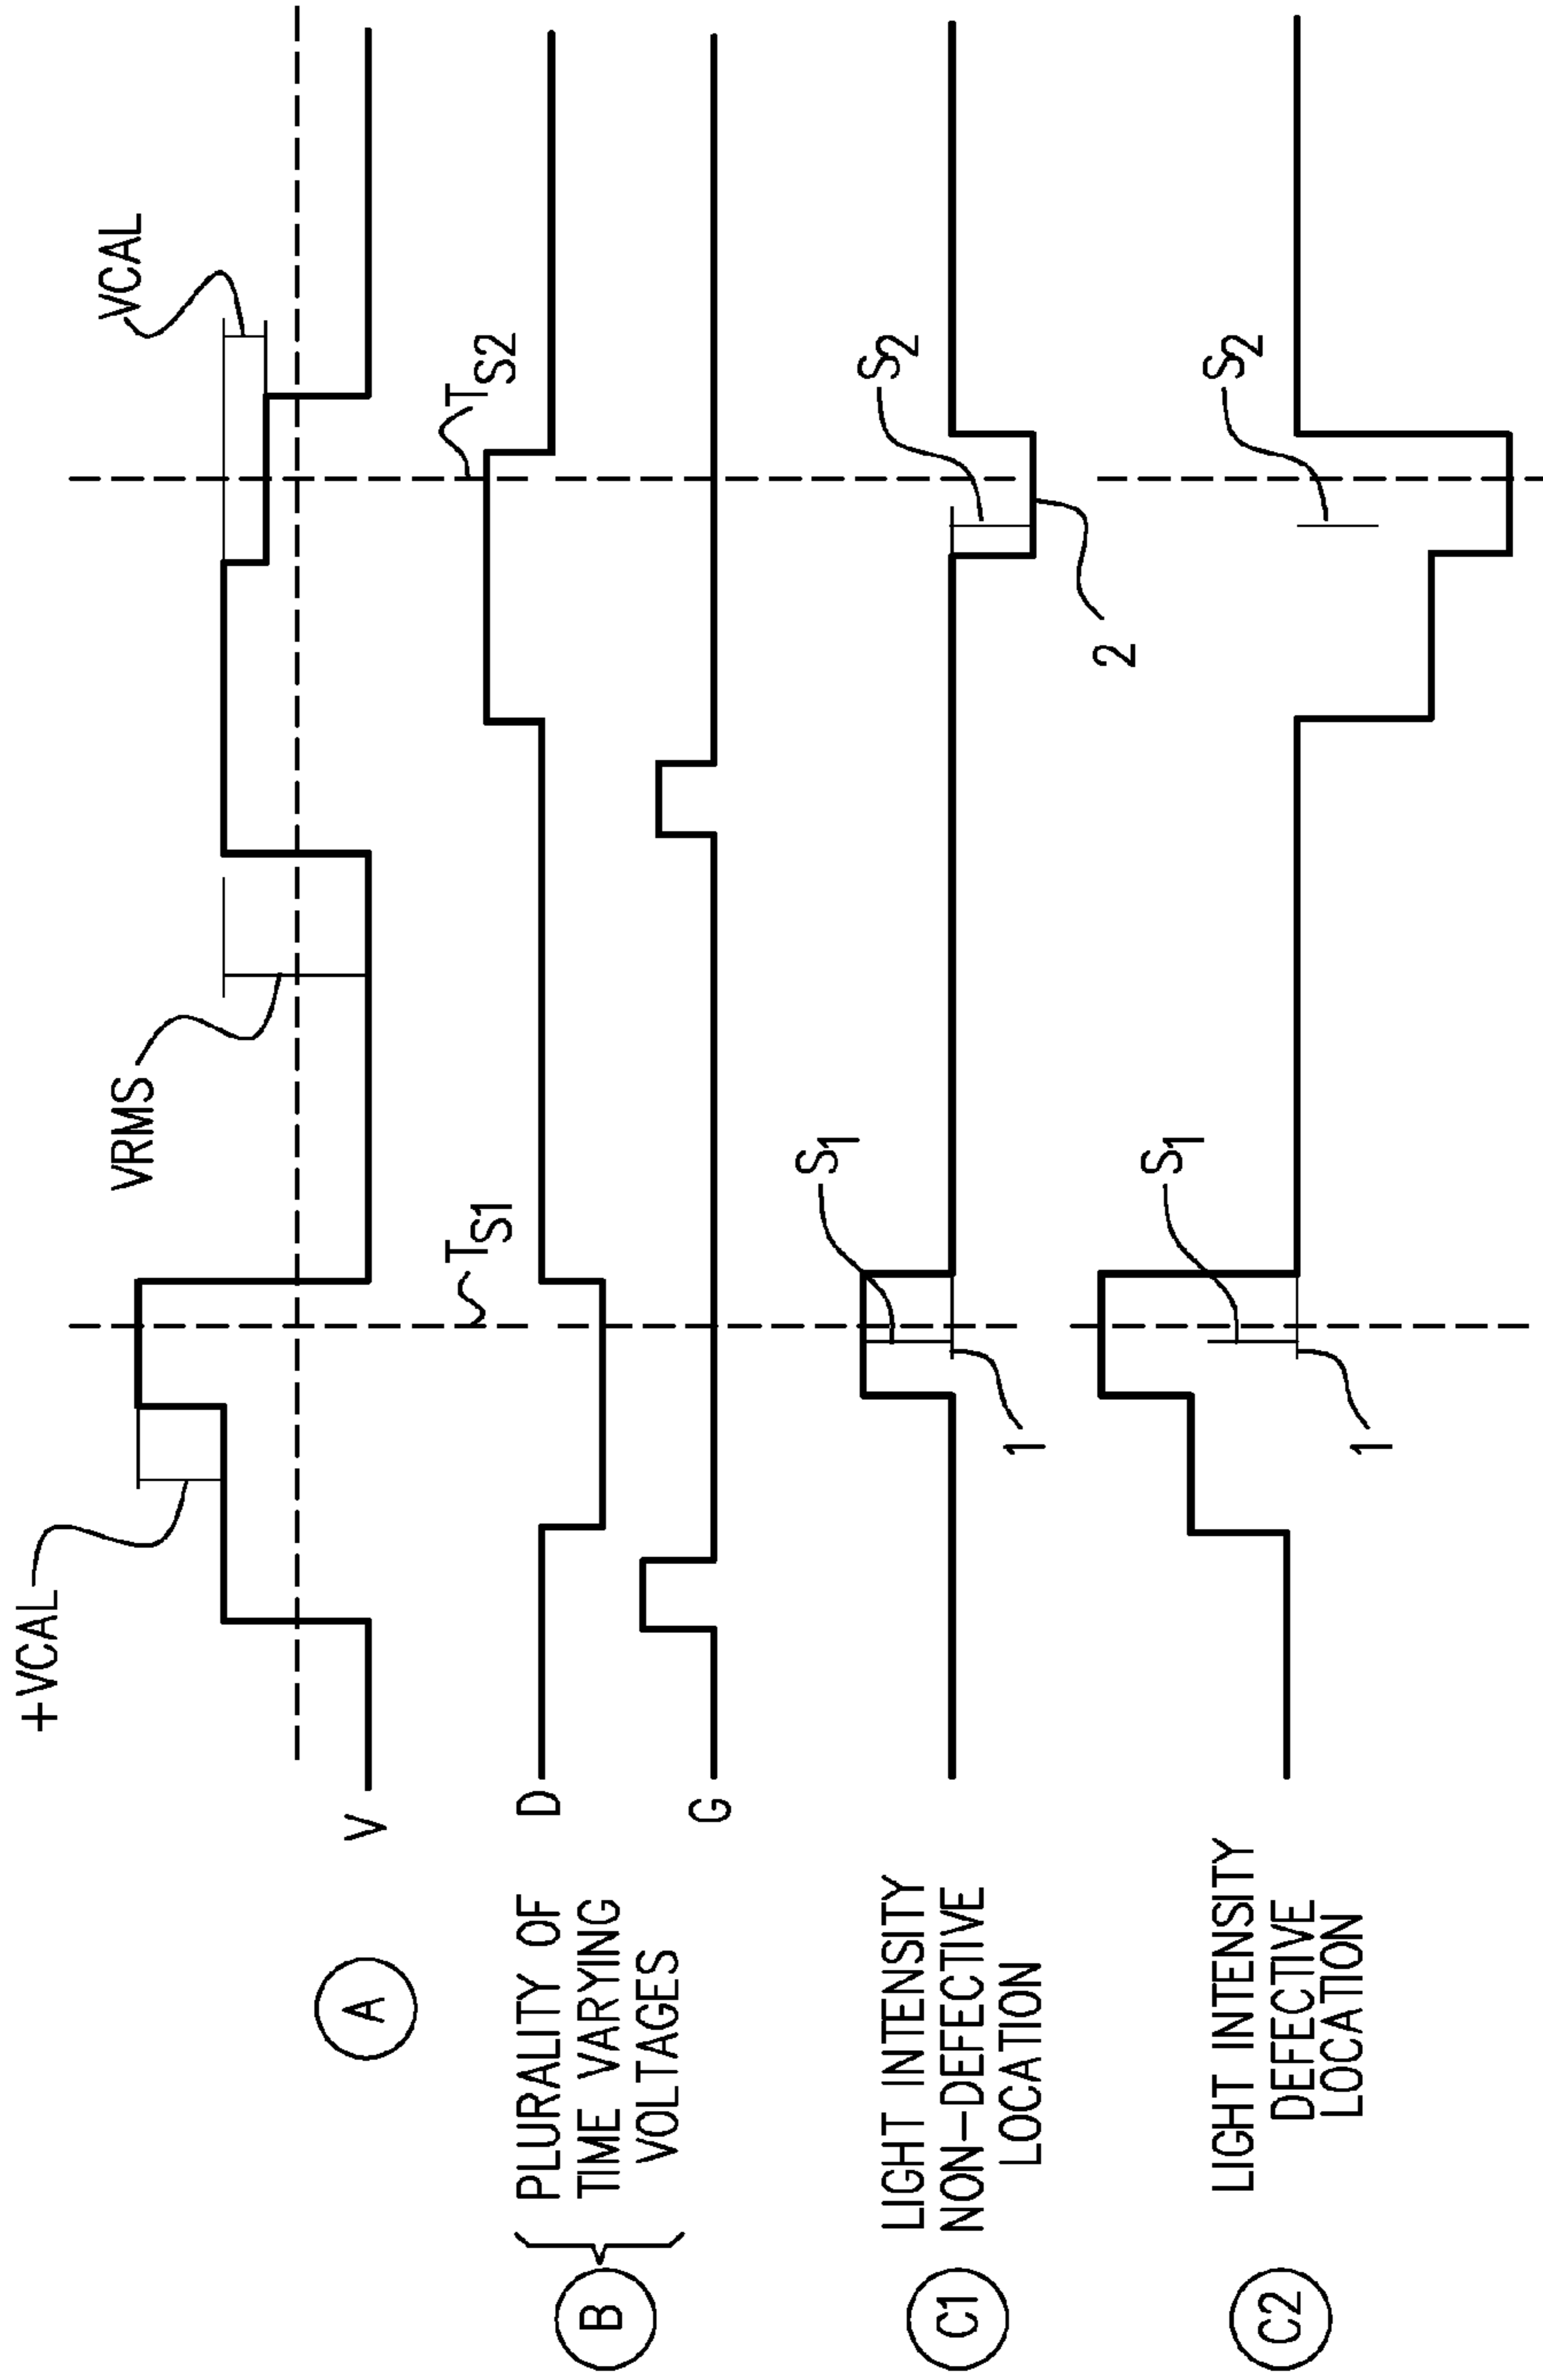 +VCAL
VCAL
VRMS
V
A
TS1
TS2
B
PLURALITY OF
TIME VARYING
VOLTAGES
D
G
C1
LIGHT INTENSITY
NON-DEFECTIVE
LOCATION
S1
S2
1
2
C2
LIGHT INTENSITY
DEFECTIVE
LOCATION
S1
S2
1